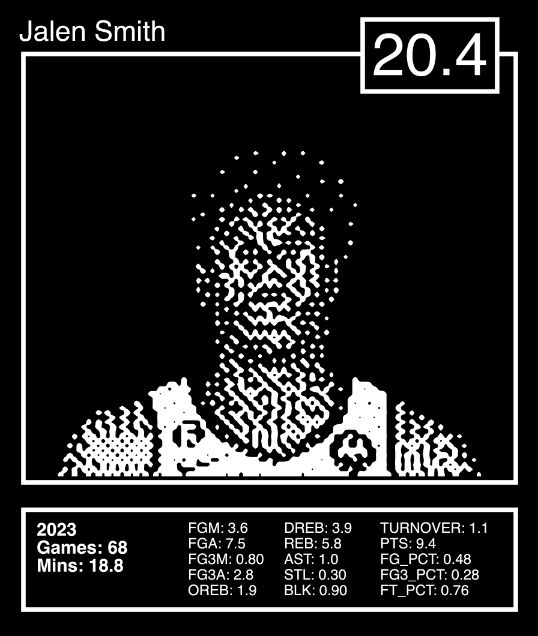 Jalen Smith
20.4
2023
Games: 68
Mins: 18.8
FGM: 3.6
FGA: 7.5
FG3M: 0.80
FG3A: 2.8
OREB: 1.9
DREB: 3.9
REB: 5.8
AST: 1.0
STL: 0.30
BLK: 0.90
TURNOVER: 1.1
PTS: 9.4
FG_PCT: 0.48
FG3_PCT: 0.28
FT_PCT: 0.76